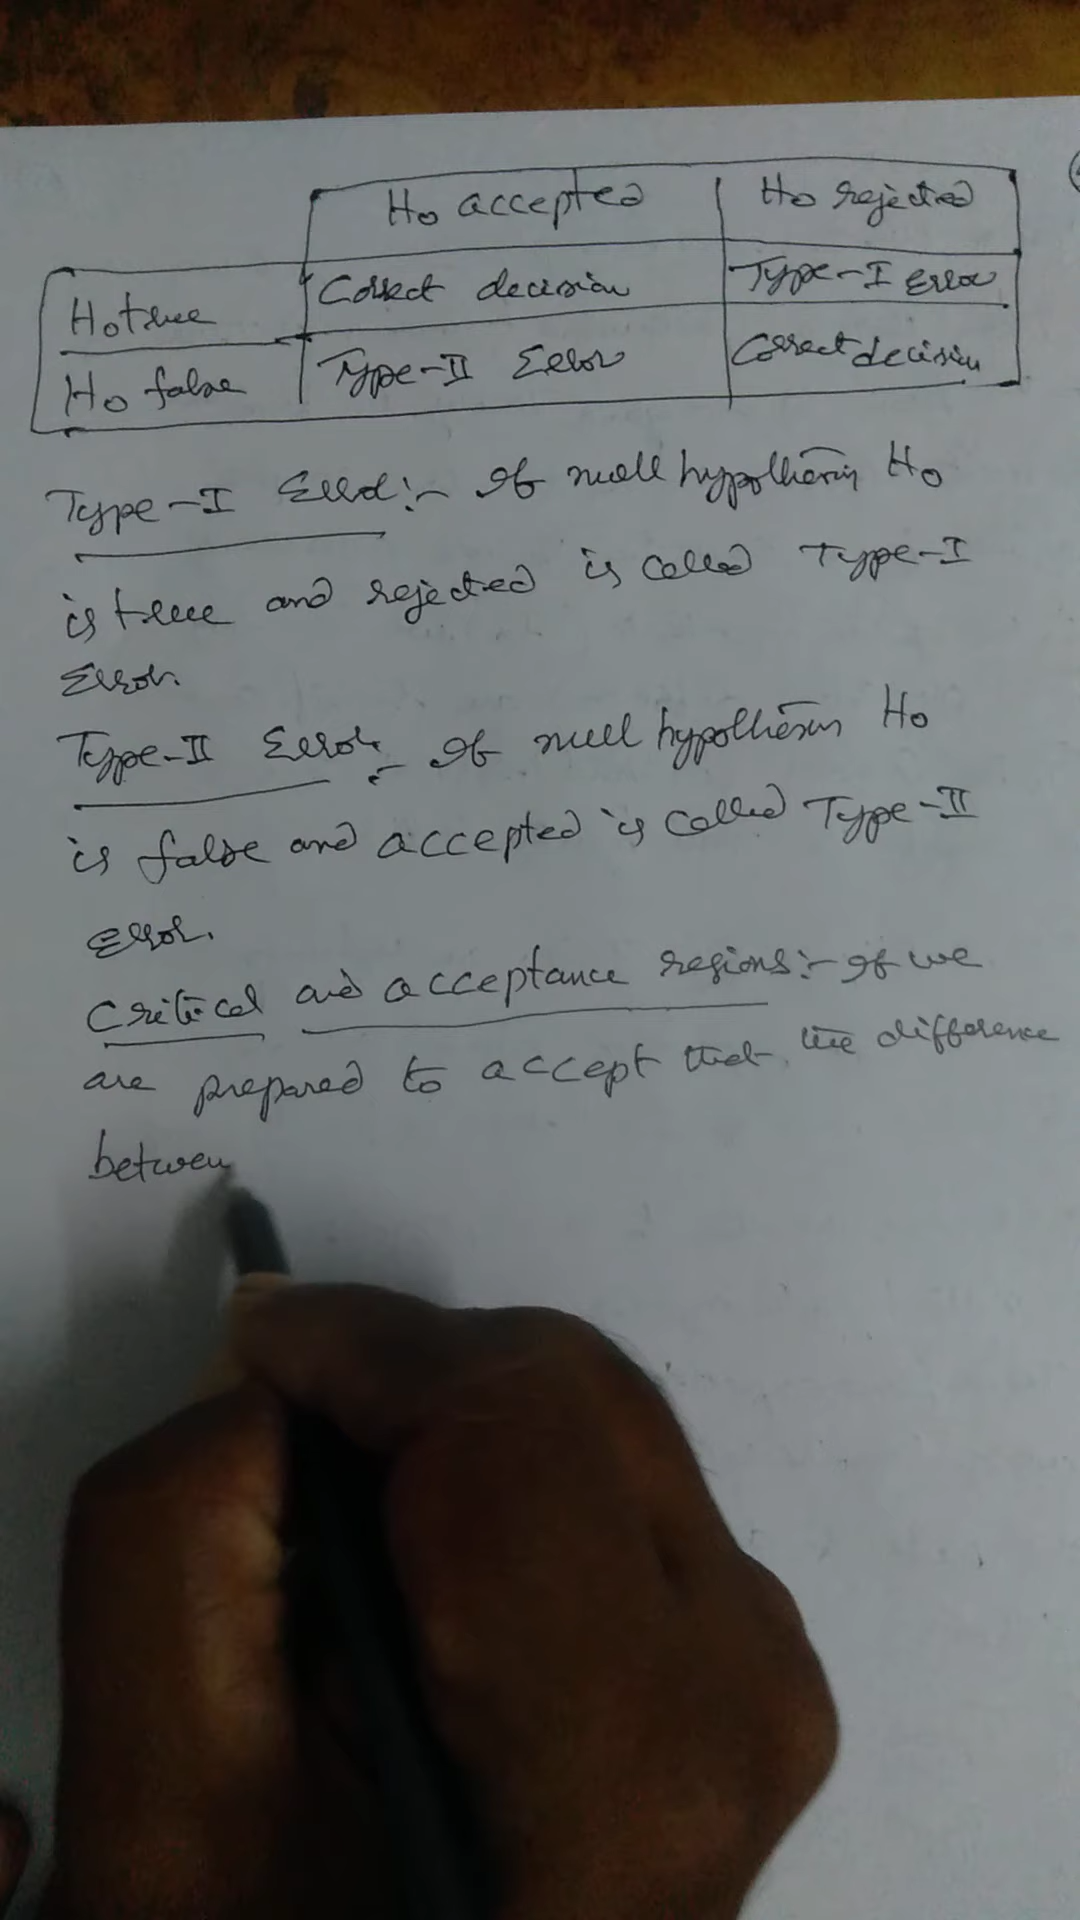 H0 accepted H0 rejected
H0 true Correct decision Type-I Error
H0 false Type-II Error Correct decision
Type-I Error:- If null hypothesis H0
is true and rejected is called Type-I
Error.
Type-II Error:- If null hypothesis H0
is false and accepted is called Type-II
Error.
Critical and acceptance regions:- If we
are prepared to accept that the difference
between